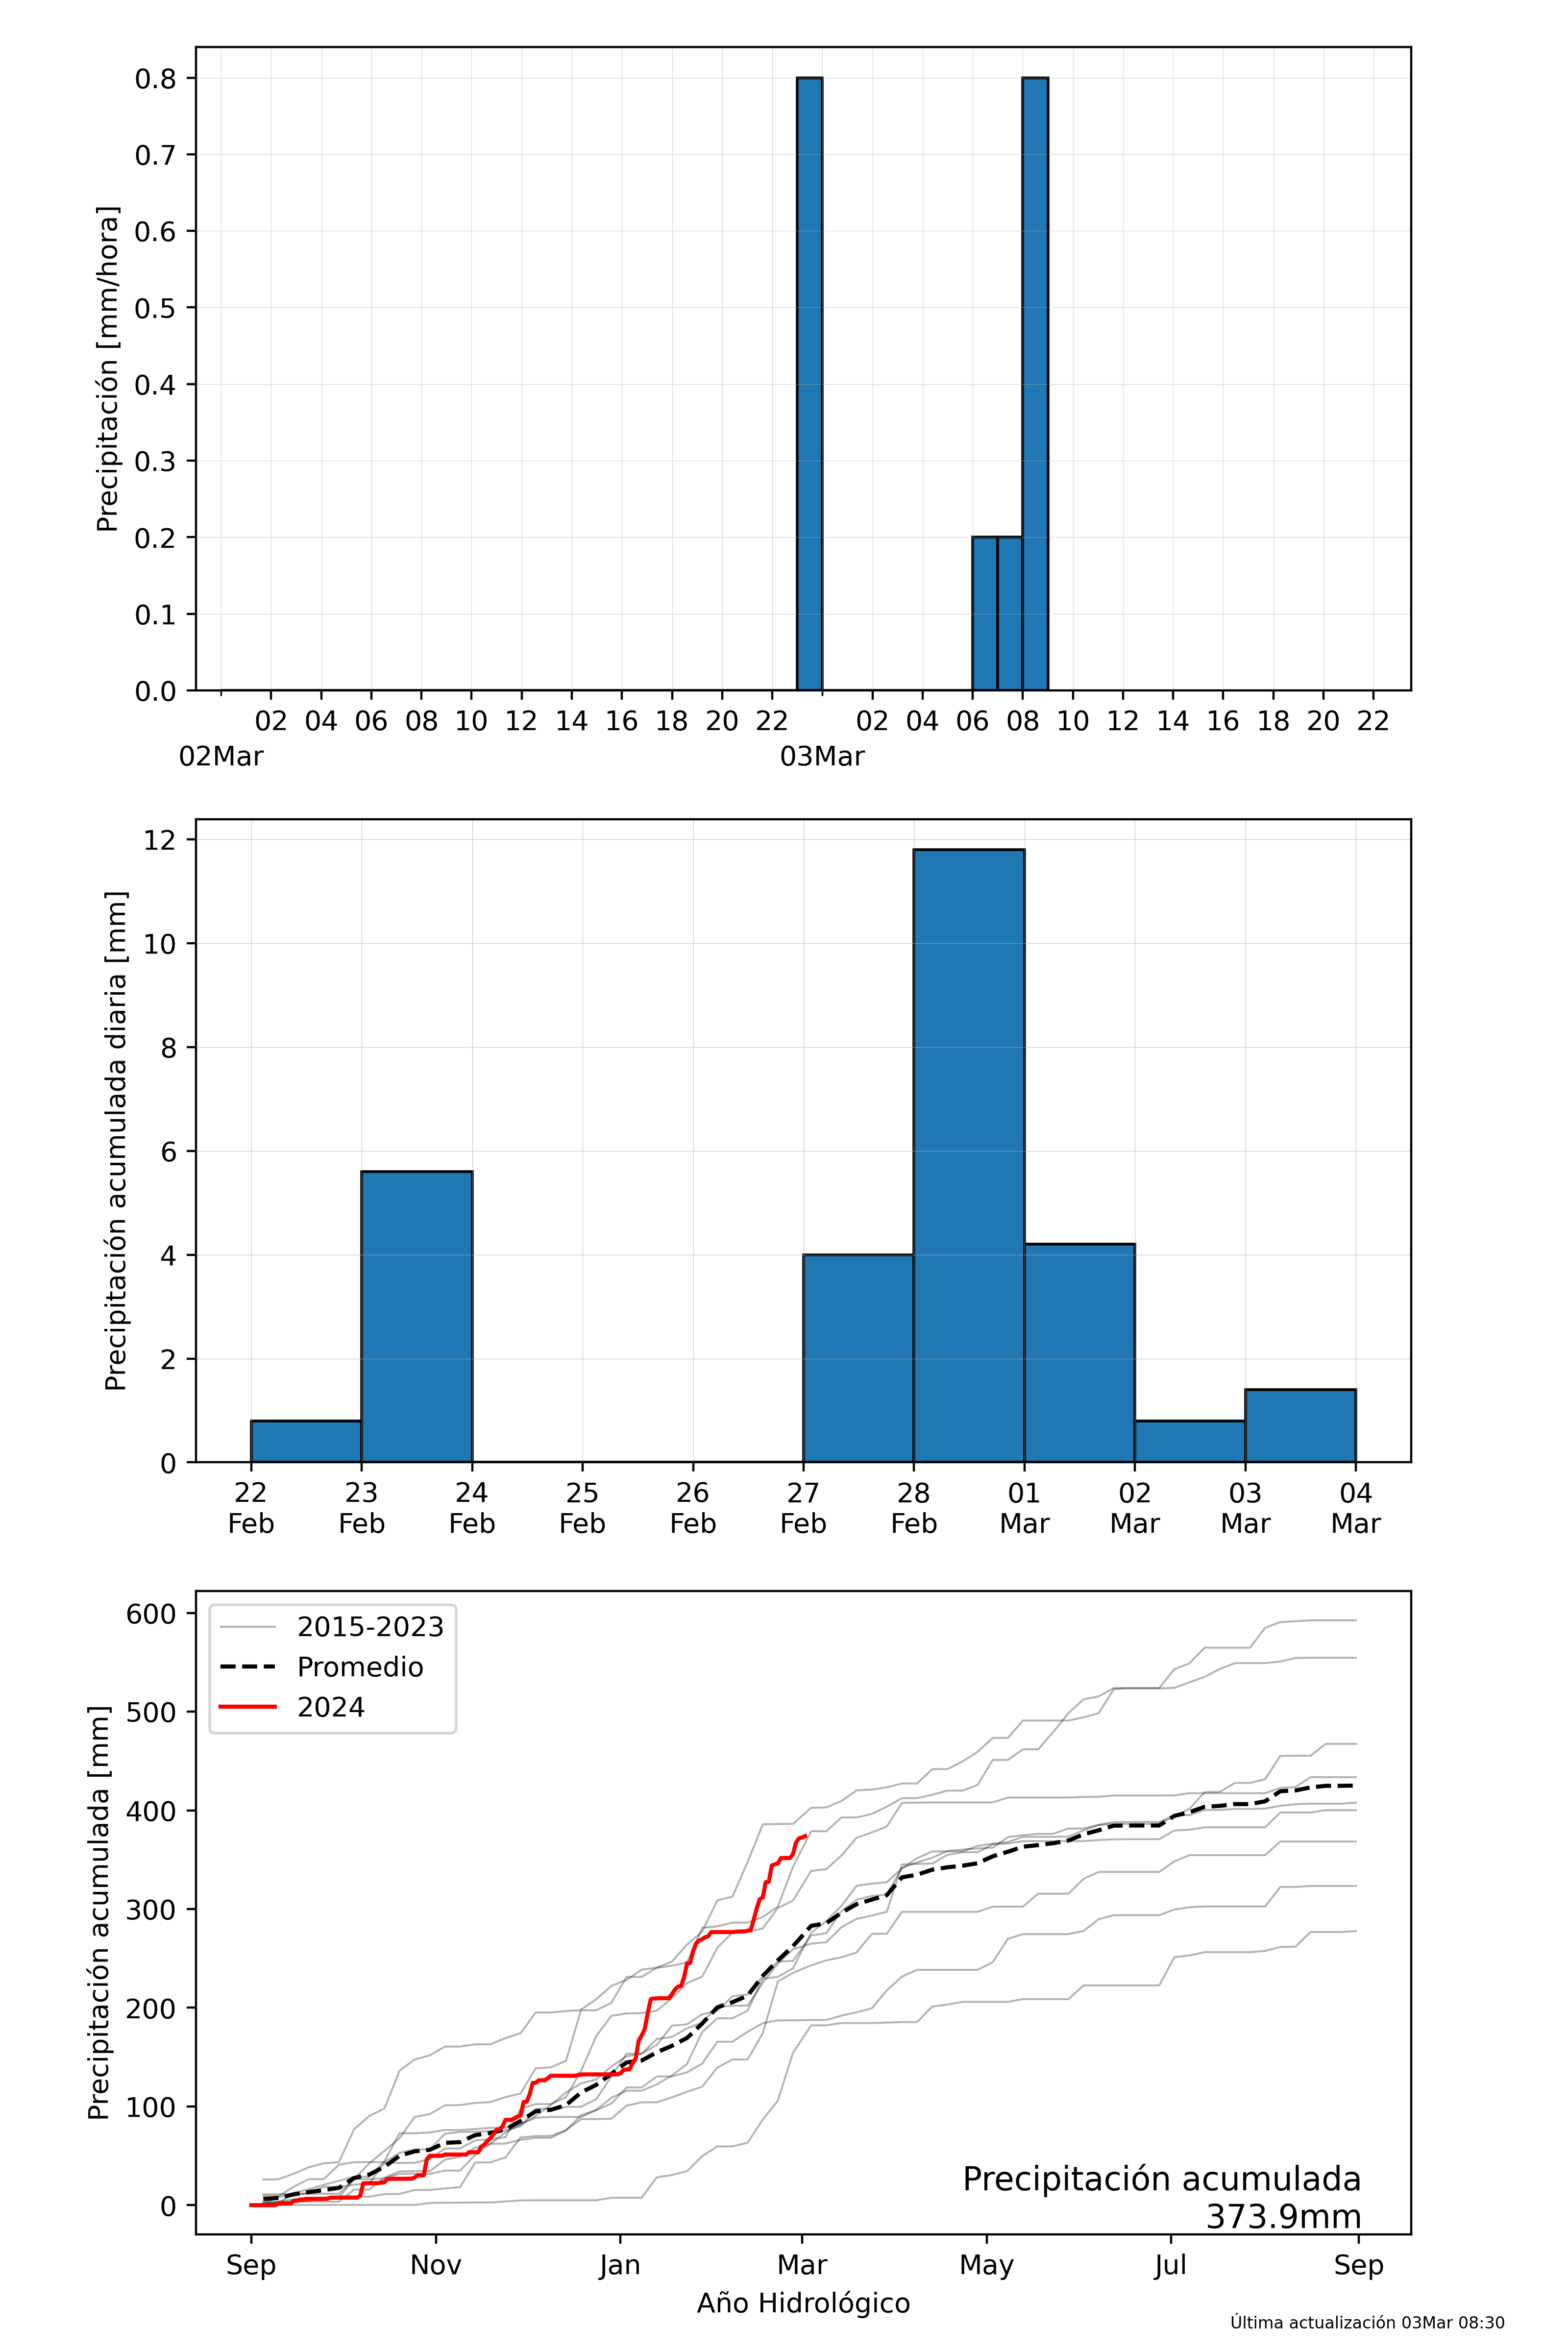 Precipitación [mm/hora]
0.8
0.7
0.6
0.5
0.4
0.3
0.2
0.1
0.0
02 04 06 08 10 12 14 16 18 20 22 02 04 06 08 10 12 14 16 18 20 22
02Mar 03Mar
Precipitación acumulada diaria [mm]
12
10
8
6
4
2
0
22 23 24 25 26 27 28 01 02 03 04
Feb Feb Feb Feb Feb Feb Feb Mar Mar Mar Mar
Precipitación acumulada [mm]
600
500
400
300
200
100
0
2015-2023
Promedio
2024
Precipitación acumulada
373.9mm
Sep Nov Jan Mar May Jul Sep
Año Hidrológico
Última actualización 03Mar 08:30